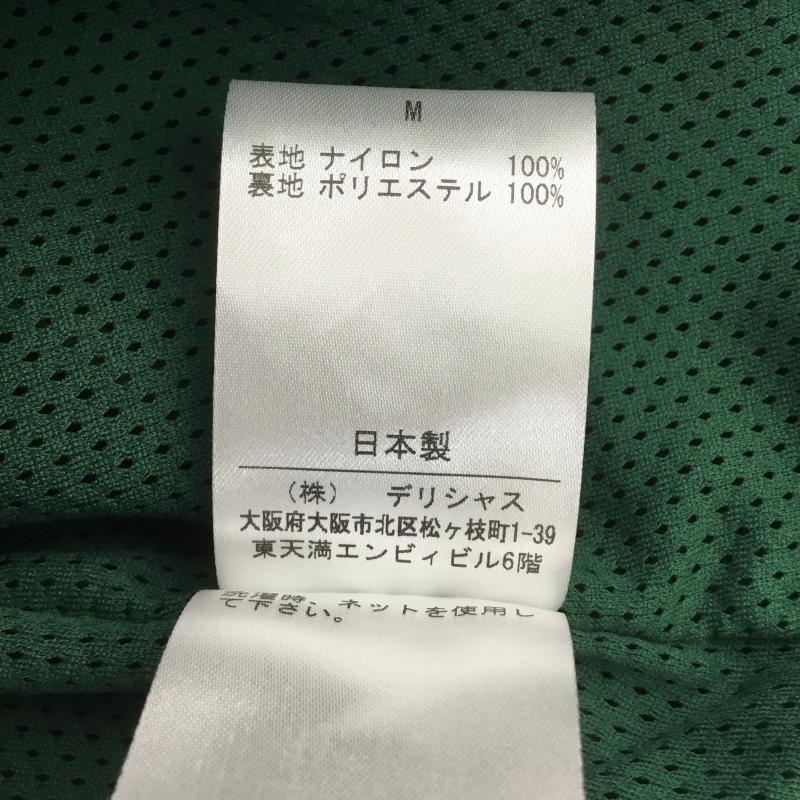 M
表地 ナイロン 100%
裏地 ポリエステル 100%
日本製
（株） デリシャス
大阪府大阪市北区松ヶ枝町1-39
東天満エンビィビル6階
洗濯時、ネットを使用し
て下さい。